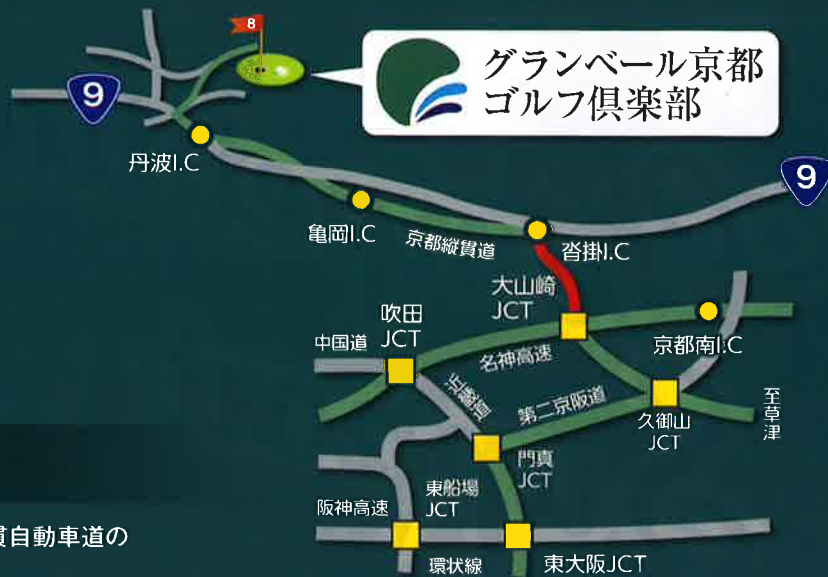 8
グランベール京都
ゴルフ倶楽部
9
丹波I.C
9
亀岡I.C
京都縦貫道
沓掛I.C
大山崎
JCT
吹田
JCT
中国道
名神高速
京都南I.C
近畿道
第二京阪道
久御山
JCT
至草津
門真
JCT
東船場
JCT
阪神高速
貫自動車道の
環状線
東大阪JCT